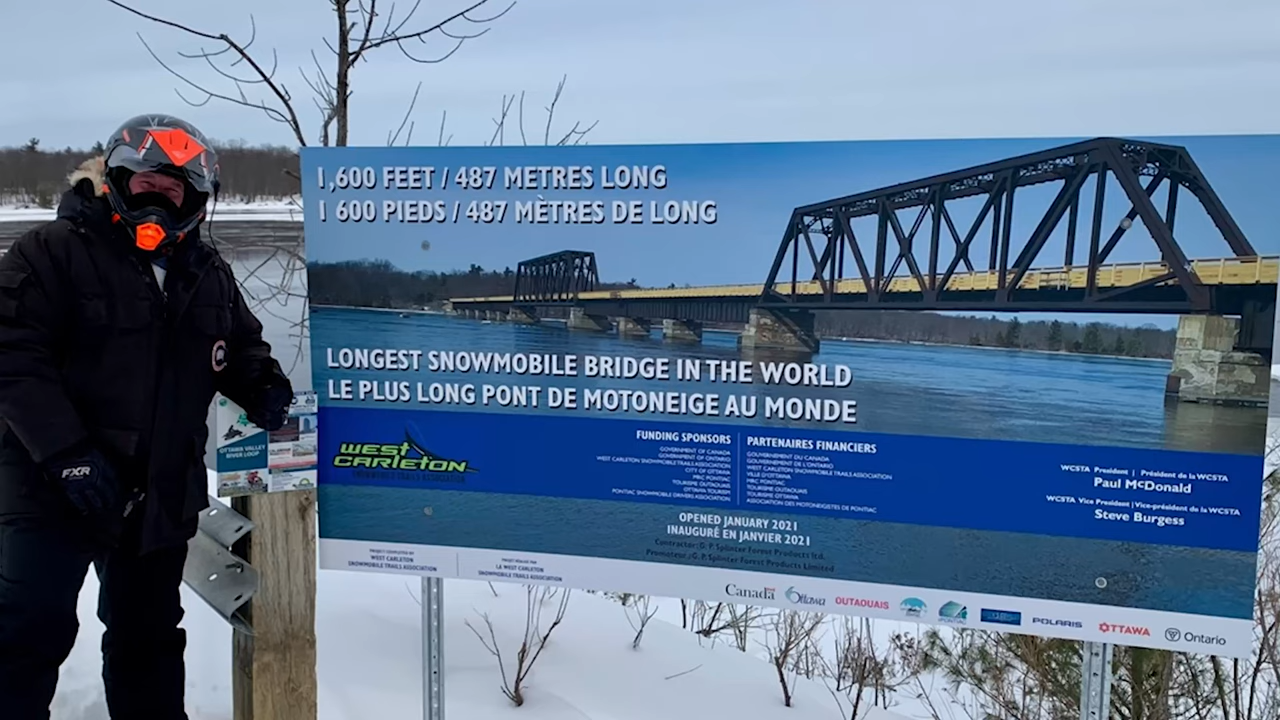 1,600 FEET / 487 METRES LONG
1 600 PIEDS / 487 MÈTRES DE LONG
LONGEST SNOWMOBILE BRIDGE IN THE WORLD
LE PLUS LONG PONT DE MOTONEIGE AU MONDE
WEST CARLETON
SNOWMOBILE TRAILS ASSOCIATION
FUNDING SPONSORS
GOVERNMENT OF CANADA
GOVERNMENT OF ONTARIO
WEST CARLETON SNOWMOBILE TRAILS ASSOCIATION
CITY OF OTTAWA
MRC PONTIAC
TOURISME OUTAOUAIS
OTTAWA TOURISM
PONTIAC SNOWMOBILE DRIVERS ASSOCIATION
PARTENAIRES FINANCIERS
GOUVERNEMENT DU CANADA
GOUVERNEMENT DE L'ONTARIO
WEST CARLETON SNOWMOBILE TRAILS ASSOCIATION
VILLE D'OTTAWA
MRC PONTIAC
TOURISME OUTAOUAIS
TOURISME OTTAWA
ASSOCIATION DES MOTONEIGISTES DE PONTIAC
WCSTA President | Président de la WCSTA
Paul McDonald
WCSTA Vice President | Vice-président de la WCSTA
Steve Burgess
OPENED JANUARY 2021
INAUGURÉ EN JANVIER 2021
Contractor: G. P. Splinter Forest Products ltd.
Promoteur: G. P. Splinter Forest Products Limited
PROJECT COMPLETED BY
WEST CARLETON
SNOWMOBILE TRAILS ASSOCIATION
PROJET RÉALISÉ PAR
LA WEST CARLETON
SNOWMOBILE TRAILS ASSOCIATION
Canada
Ottawa
OUTAOUAIS
POLARIS
OTTAWA
Ontario
OTTAWA VALLEY
RIVER LOOP
FXR